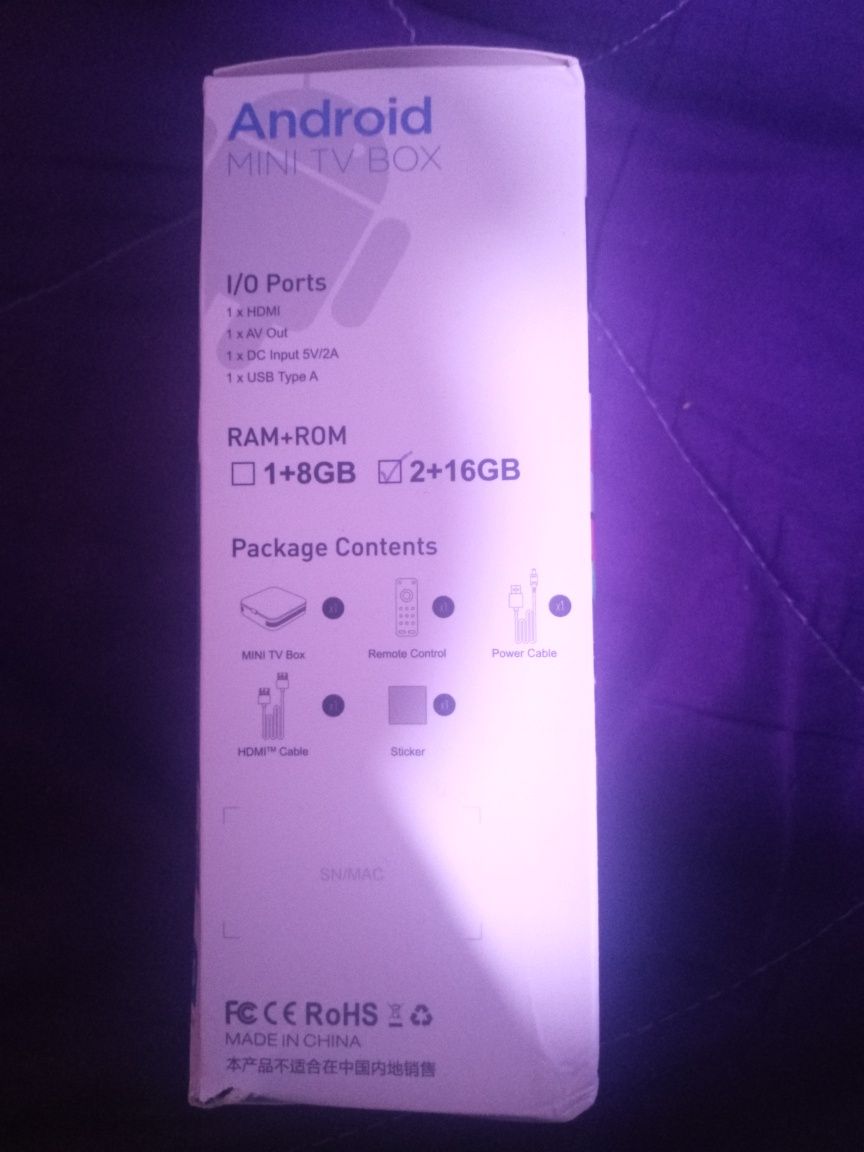 Android
MINI TV BOX
I/O Ports
1 x HDMI
1 x AV Out
1 x DC Input 5V/2A
1 x USB Type A
RAM+ROM
1+8GB 2+16GB
Package Contents
x1 x1 x1
MINI TV Box Remote Control Power Cable
x1 x1
HDMI™ Cable Sticker
SN/MAC
FC CE RoHS
MADE IN CHINA
本产品不适合在中国内地销售